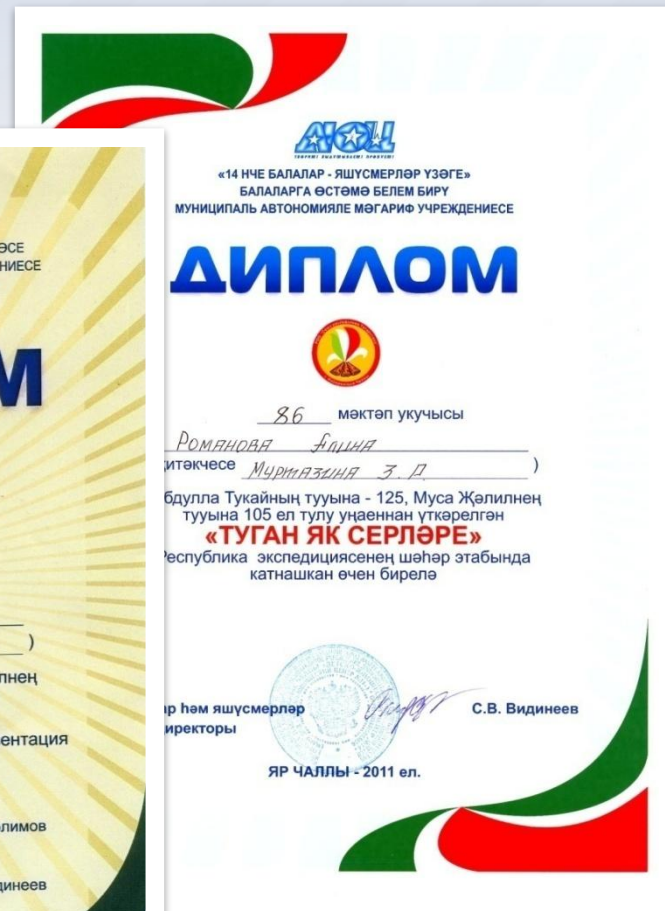 «14 НЧЕ БАЛАЛАР - ЯШҮСМЕРЛӘР ҮЗӘГЕ»
БАЛАЛАРГА ӨСТӘМӘ БЕЛЕМ БИРҮ
МУНИЦИПАЛЬ АВТОНОМИЯЛЕ МӘГАРИФ УЧРЕЖДЕНИЕСЕ
ДИПЛОМ
86 мәктәп укучысы
Романова Алина
итәкчесе Муртазина З. Д. )
бдулла Тукайның тууына - 125, Муса Җәлилнең
тууына 105 ел тулу уңаеннан үткәрелгән
«ТУГАН ЯК СЕРЛӘРЕ»
Республика экспедициясенең шәһәр этабында
катнашкан өчен бирелә
ар һәм яшүсмерләр
иректоры
С.В. Видинеев
ЯР ЧАЛЛЫ - 2011 ел.
ӘСЕ
НИЕСЕ
М
)
лнең
ентация
лимов
динеев